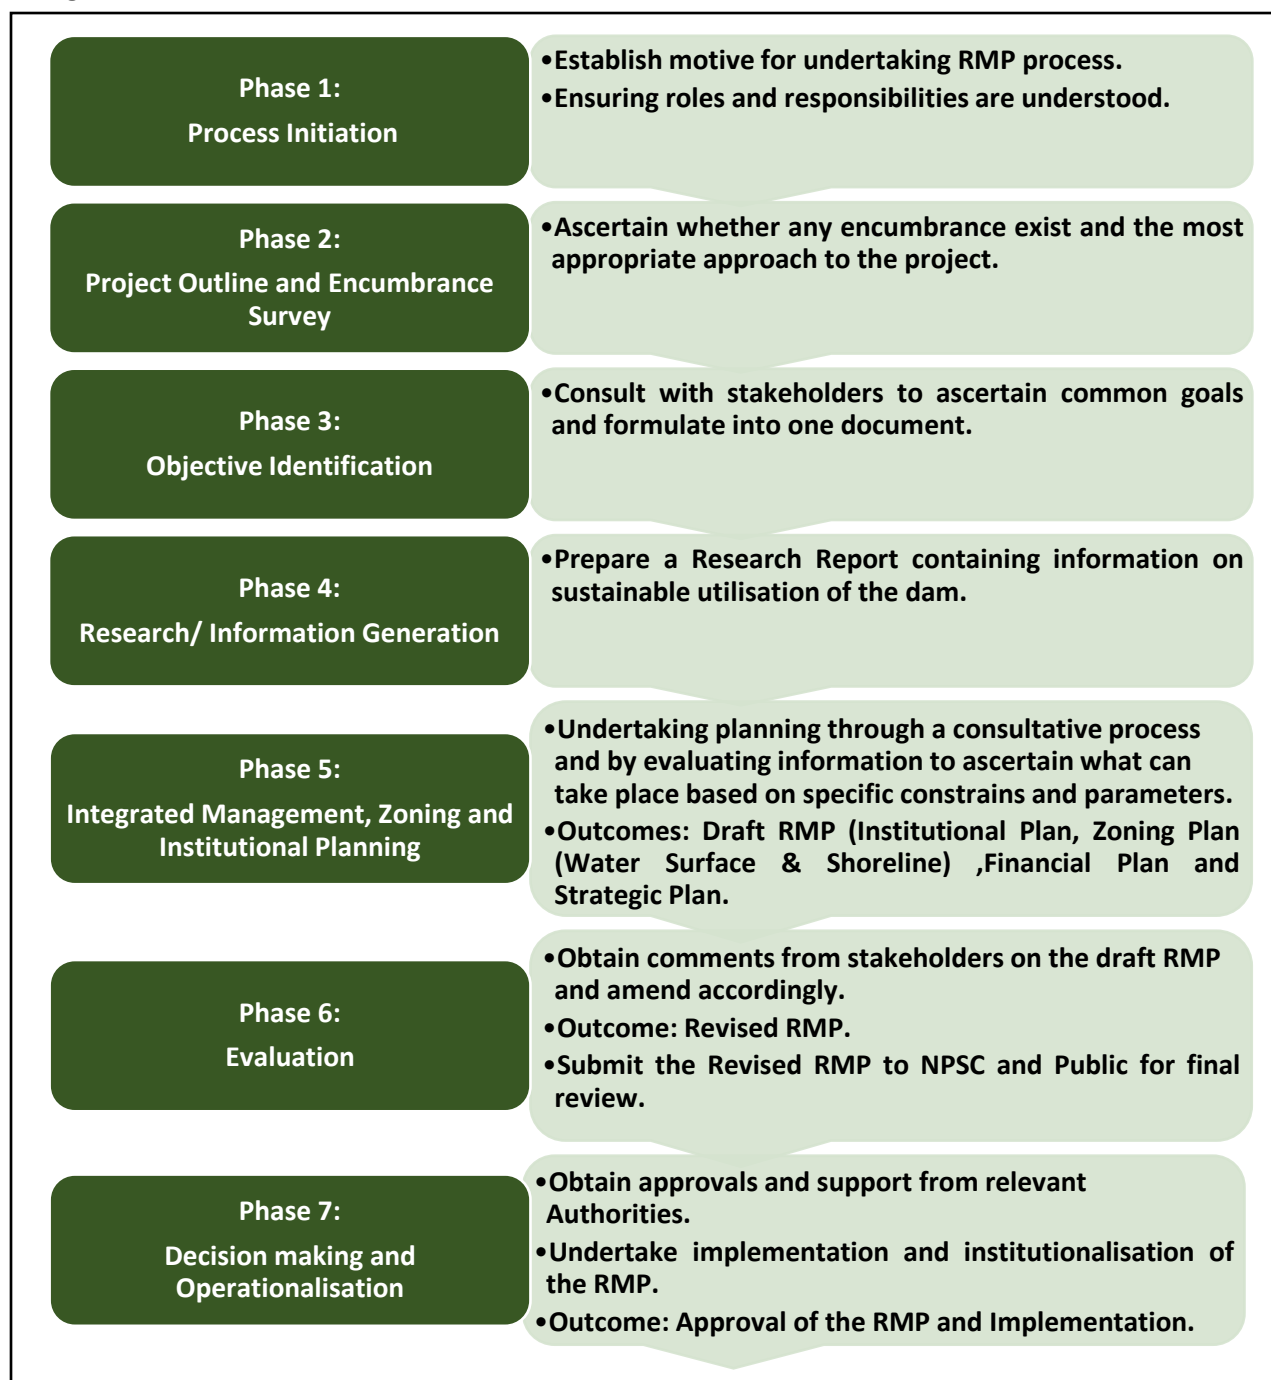 Phase 1:
Process Initiation
•Establish motive for undertaking RMP process.
•Ensuring roles and responsibilities are understood.
Phase 2:
Project Outline and Encumbrance
Survey
•Ascertain whether any encumbrance exist and the most
appropriate approach to the project.
Phase 3:
Objective Identification
•Consult with stakeholders to ascertain common goals
and formulate into one document.
Phase 4:
Research/ Information Generation
•Prepare a Research Report containing information on
sustainable utilisation of the dam.
Phase 5:
Integrated Management, Zoning and
Institutional Planning
•Undertaking planning through a consultative process
and by evaluating information to ascertain what can
take place based on specific constrains and parameters.
•Outcomes: Draft RMP (Institutional Plan, Zoning Plan
(Water Surface & Shoreline) ,Financial Plan and
Strategic Plan.
Phase 6:
Evaluation
•Obtain comments from stakeholders on the draft RMP
and amend accordingly.
•Outcome: Revised RMP.
•Submit the Revised RMP to NPSC and Public for final
review.
Phase 7:
Decision making and
Operationalisation
•Obtain approvals and support from relevant
Authorities.
•Undertake implementation and institutionalisation of
the RMP.
•Outcome: Approval of the RMP and Implementation.